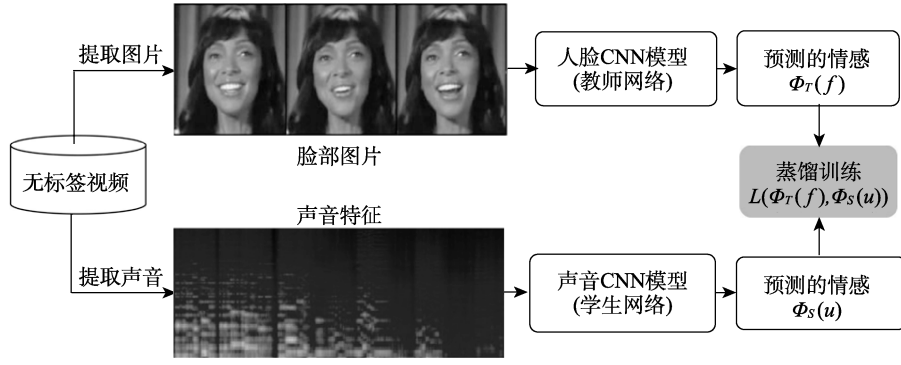 提取图片
脸部图片
人脸CNN模型
(教师网络)
预测的情感
Φ_T(f)
无标签视频
蒸馏训练
L(Φ_T(f),Φ_S(u))
声音特征
提取声音
声音CNN模型
(学生网络)
预测的情感
Φ_S(u)